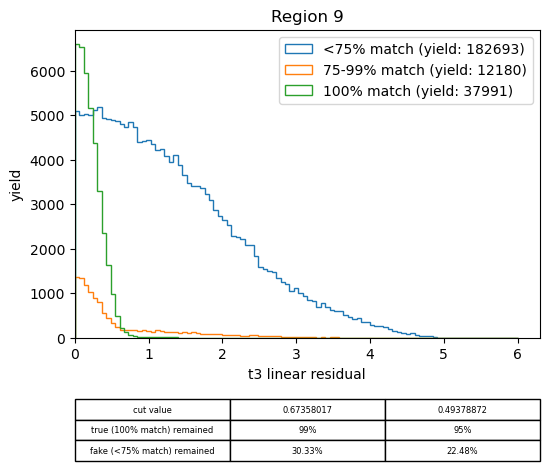 Region 9
<75% match (yield: 182693)
75-99% match (yield: 12180)
100% match (yield: 37991)
yield
6000
5000
4000
3000
2000
1000
0
0 1 2 3 4 5 6
t3 linear residual
cut value 0.67358017 0.49378872
true (100% match) remained 99% 95%
fake (<75% match) remained 30.33% 22.48%